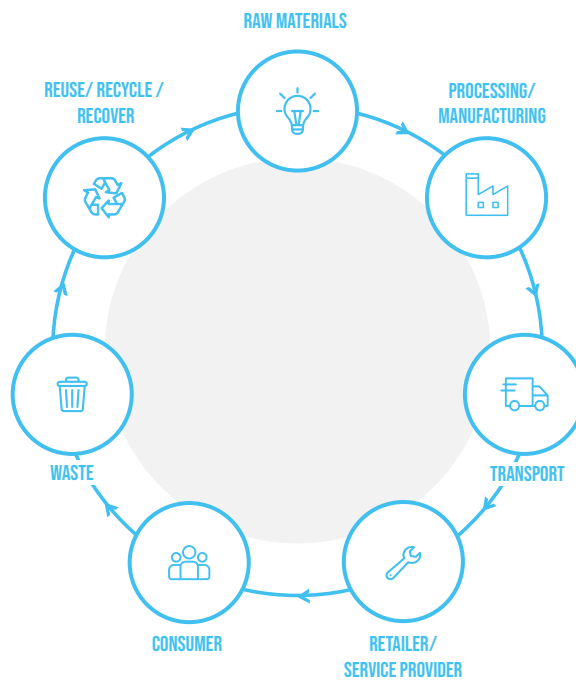 RAW MATERIALS
PROCESSING/
MANUFACTURING
TRANSPORT
RETAILER/
SERVICE PROVIDER
CONSUMER
WASTE
REUSE/ RECYCLE /
RECOVER